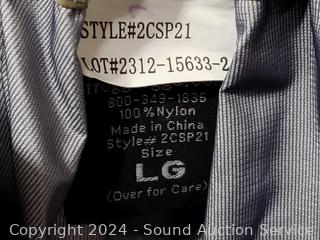 STYLE#2CSP21
LOT#2312-15633-2
800-349-1835
100%Nylon
Made in China
Style# 2CSP21
Size
LG
(Over for Care)
Copyright 2024 - Sound Auction Service